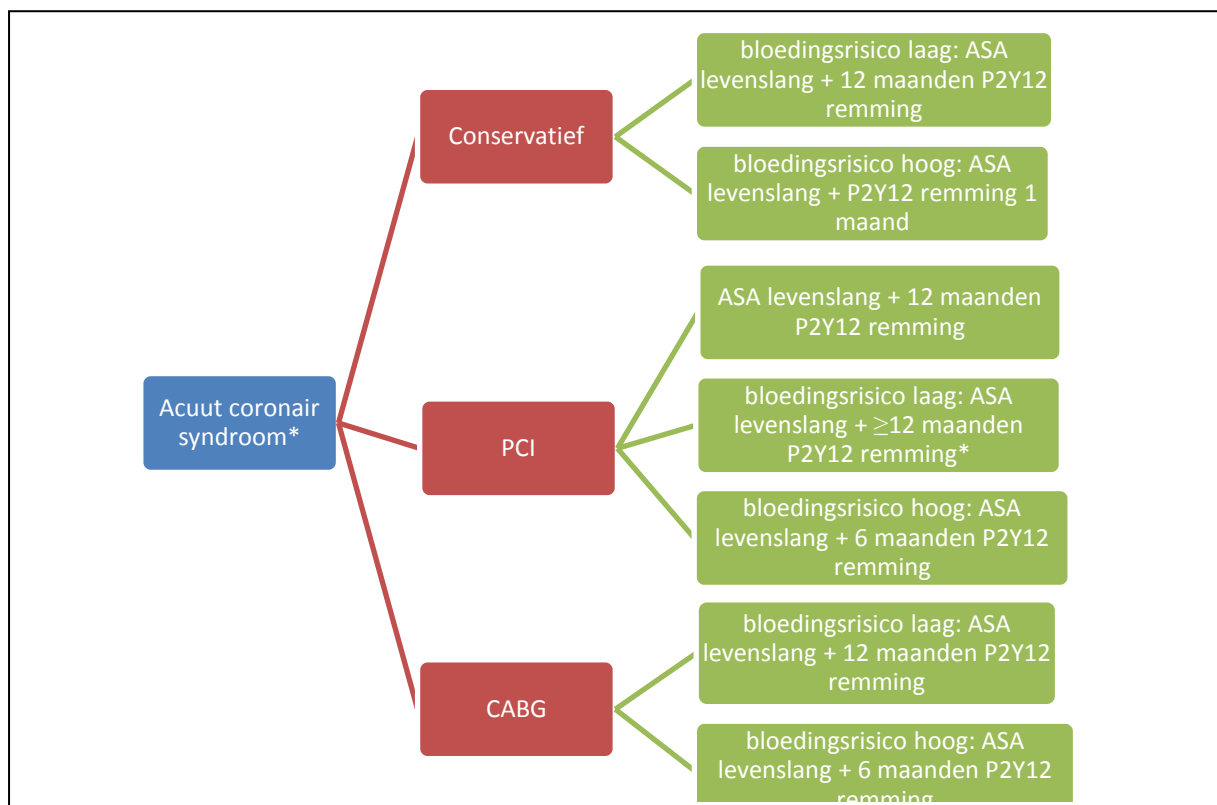 bloedingsrisico laag: ASA
levenslang + 12 maanden P2Y12
remming
Conservatief
bloedingsrisico hoog: ASA
levenslang + P2Y12 remming 1
maand
ASA levenslang + 12 maanden
P2Y12 remming
Acuut coronair
syndroom*
PCI
bloedingsrisico laag: ASA
levenslang + ≥12 maanden
P2Y12 remming*
bloedingsrisico hoog: ASA
levenslang + 6 maanden P2Y12
remming
CABG
bloedingsrisico laag: ASA
levenslang + 12 maanden P2Y12
remming
bloedingsrisico hoog: ASA
levenslang + 6 maanden P2Y12
remming